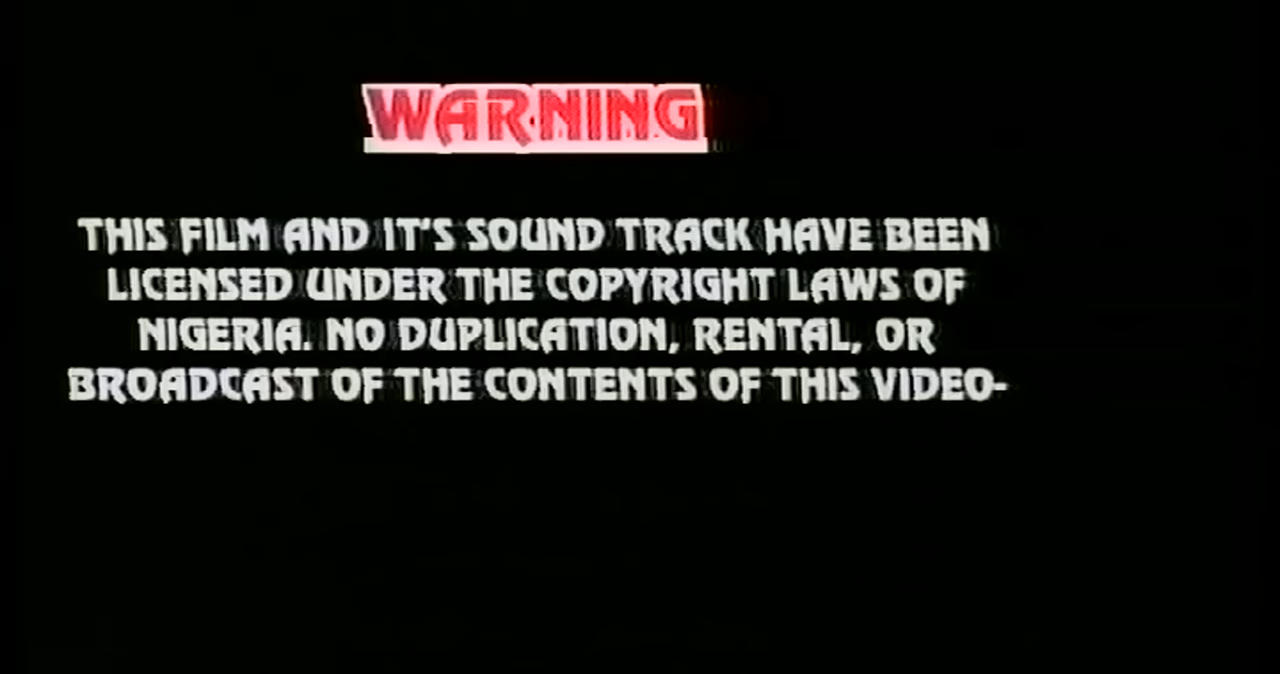 WARNING
THIS FILM AND IT'S SOUND TRACK HAVE BEEN
LICENSED UNDER THE COPYRIGHT LAWS OF
NIGERIA. NO DUPLICATION, RENTAL, OR
BROADCAST OF THE CONTENTS OF THIS VIDEO-